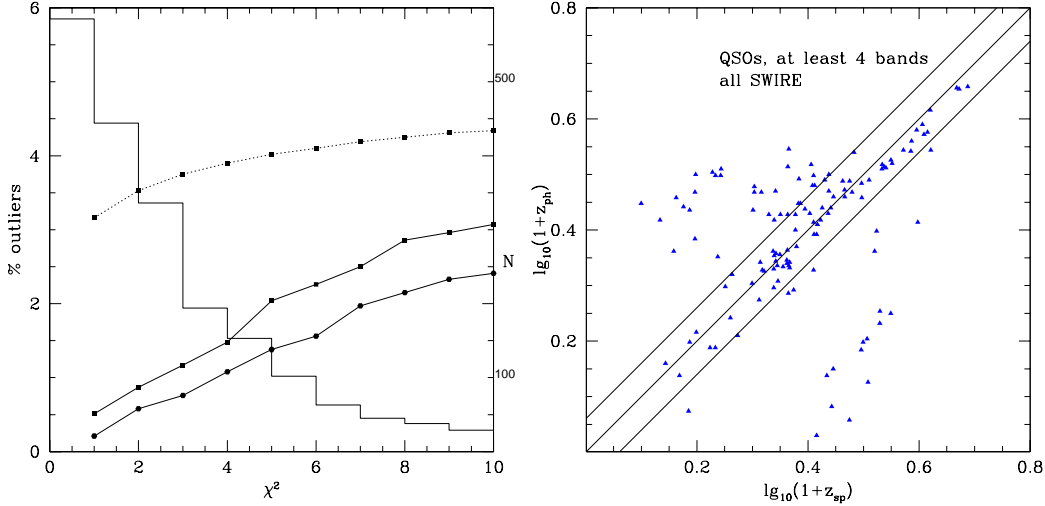 6
4
2
0
% outliers
500
N
100
0
2
4
6
8
10
χ²
0.8
0.6
0.4
0.2
lg₁₀(1+z_ph)
QSOs, at least 4 bands
all SWIRE
0.2
0.4
0.6
0.8
lg₁₀(1+z_sp)